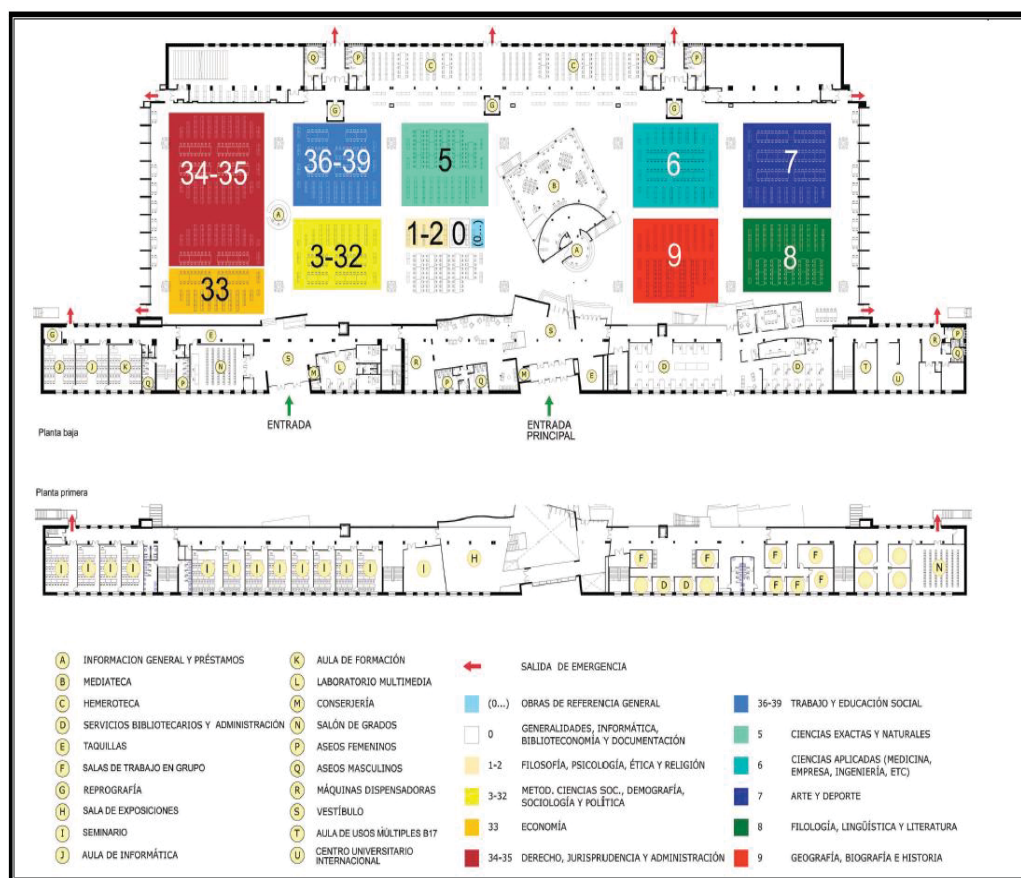 Q P C C Q P
G G G
34-35 36-39 5 B 6 7
A
1-2 0 (0...)
3-32 A 9 8
33
G E S R P
J J K Q P N S M L R P Q M E D D T U Q
ENTRADA
ENTRADA
PRINCIPAL
Planta baja
Planta primera
I I I I I I I I I I I I I H F F F F N
D D F F F
A INFORMACION GENERAL Y PRÉSTAMOS
B MEDIATECA
C HEMEROTECA
D SERVICIOS BIBLIOTECARIOS Y ADMINISTRACIÓN
E TAQUILLAS
F SALAS DE TRABAJO EN GRUPO
G REPROGRAFÍA
H SALA DE EXPOSICIONES
I SEMINARIO
J AULA DE INFORMÁTICA
K AULA DE FORMACIÓN
L LABORATORIO MULTIMEDIA
M CONSERJERÍA
N SALÓN DE GRADOS
P ASEOS FEMENINOS
Q ASEOS MASCULINOS
R MÁQUINAS DISPENSADORAS
S VESTÍBULO
T AULA DE USOS MÚLTIPLES B17
U CENTRO UNIVERSITARIO
INTERNACIONAL
SALIDA DE EMERGENCIA
(0...) OBRAS DE REFERENCIA GENERAL
0 GENERALIDADES, INFORMÁTICA,
BIBLIOTECONOMÍA Y DOCUMENTACIÓN
1-2 FILOSOFÍA, PSICOLOGÍA, ÉTICA Y RELIGIÓN
3-32 METOD. CIENCIAS SOC., DEMOGRAFÍA,
SOCIOLOGÍA Y POLÍTICA
33 ECONOMÍA
34-35 DERECHO, JURISPRUDENCIA Y ADMINISTRACIÓN
36-39 TRABAJO Y EDUCACIÓN SOCIAL
5 CIENCIAS EXACTAS Y NATURALES
6 CIENCIAS APLICADAS (MEDICINA,
EMPRESA, INGENIERÍA, ETC)
7 ARTE Y DEPORTE
8 FILOLOGÍA, LINGÜÍSTICA Y LITERATURA
9 GEOGRAFÍA, BIOGRAFÍA E HISTORIA